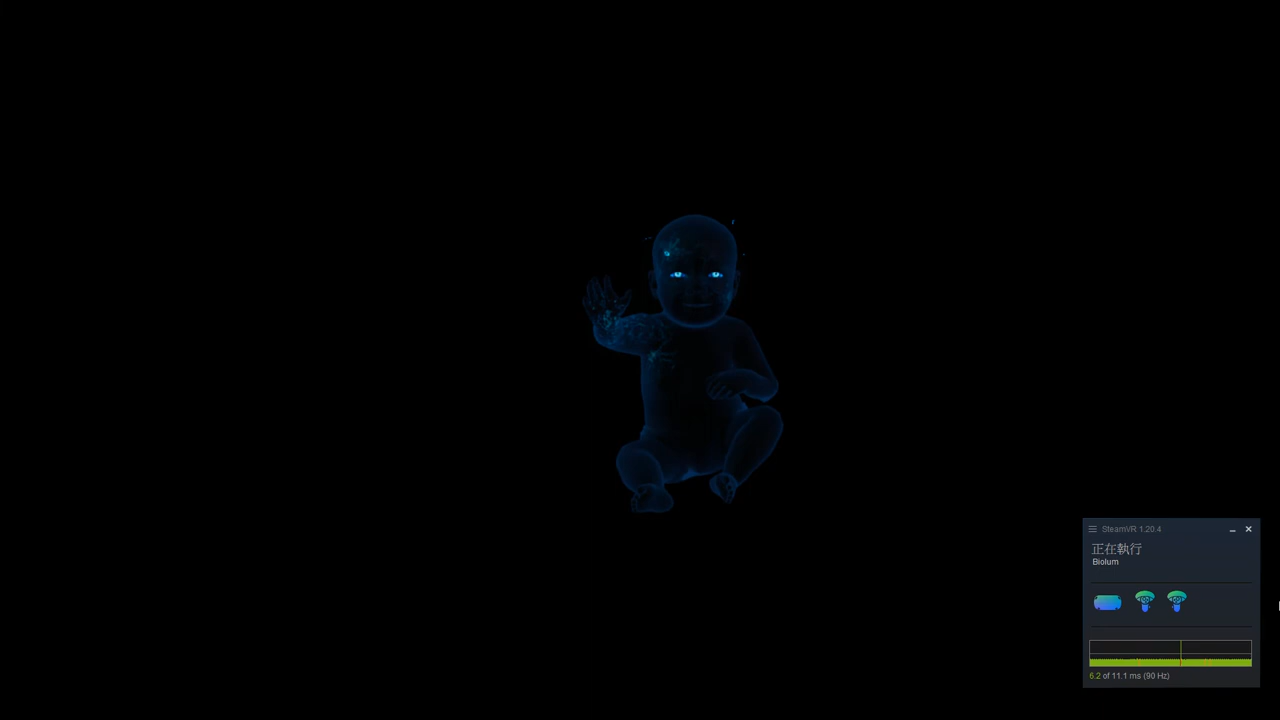 SteamVR 1.20.4
正在執行
Biolum
6.2 of 11.1 ms (90 Hz)